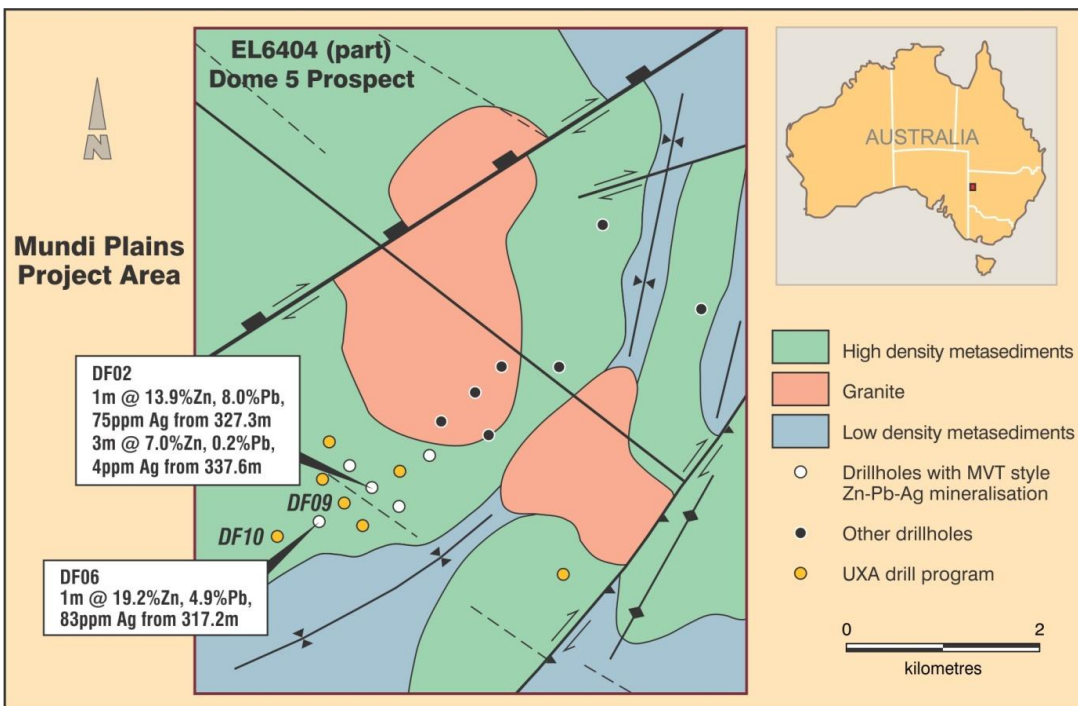 EL6404 (part)
Dome 5 Prospect
N
AUSTRALIA
Mundi Plains
Project Area
DF02
1m @ 13.9%Zn, 8.0%Pb,
75ppm Ag from 327.3m
3m @ 7.0%Zn, 0.2%Pb,
4ppm Ag from 337.6m
DF09
DF10
DF06
1m @ 19.2%Zn, 4.9%Pb,
83ppm Ag from 317.2m
High density metasediments
Granite
Low density metasediments
Drillholes with MVT style
Zn-Pb-Ag mineralisation
Other drillholes
UXA drill program
0 2
kilometres